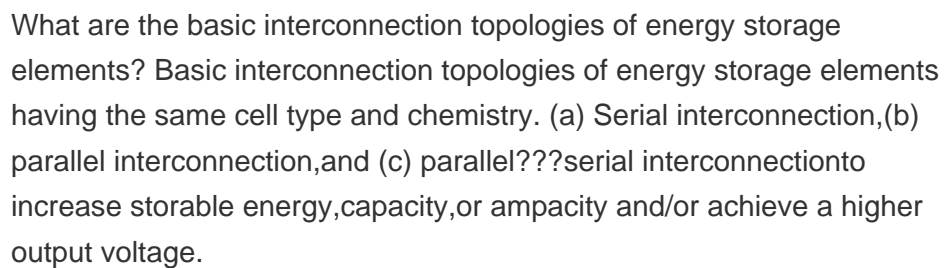 What are the basic interconnection topologies of energy storage
elements? Basic interconnection topologies of energy storage elements
having the same cell type and chemistry. (a) Serial interconnection,(b)
parallel interconnection,and (c) parallel???serial interconnectionto
increase storable energy,capacity,or ampacity and/or achieve a higher
output voltage.